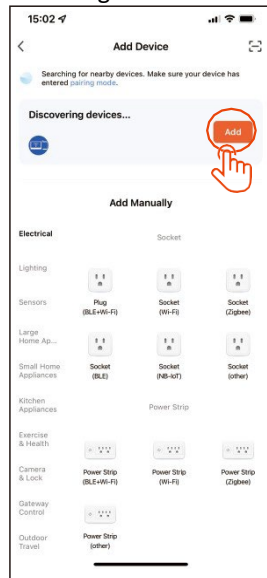 15:02
Add Device
Searching for nearby devices. Make sure your device has
entered pairing mode.
Discovering devices...
Add
Add Manually
Electrical
Socket
Lighting
Sensors
Plug
(BLE+Wi-Fi)
Socket
(Wi-Fi)
Socket
(Zigbee)
Large
Home Ap...
Small Home
Appliances
Socket
(BLE)
Socket
(NB-IoT)
Socket
(other)
Kitchen
Appliances
Power Strip
Exercise
& Health
Camera
& Lock
Power Strip
(BLE+Wi-Fi)
Power Strip
(Wi-Fi)
Power Strip
(Zigbee)
Gateway
Control
Outdoor
Travel
Power Strip
(other)